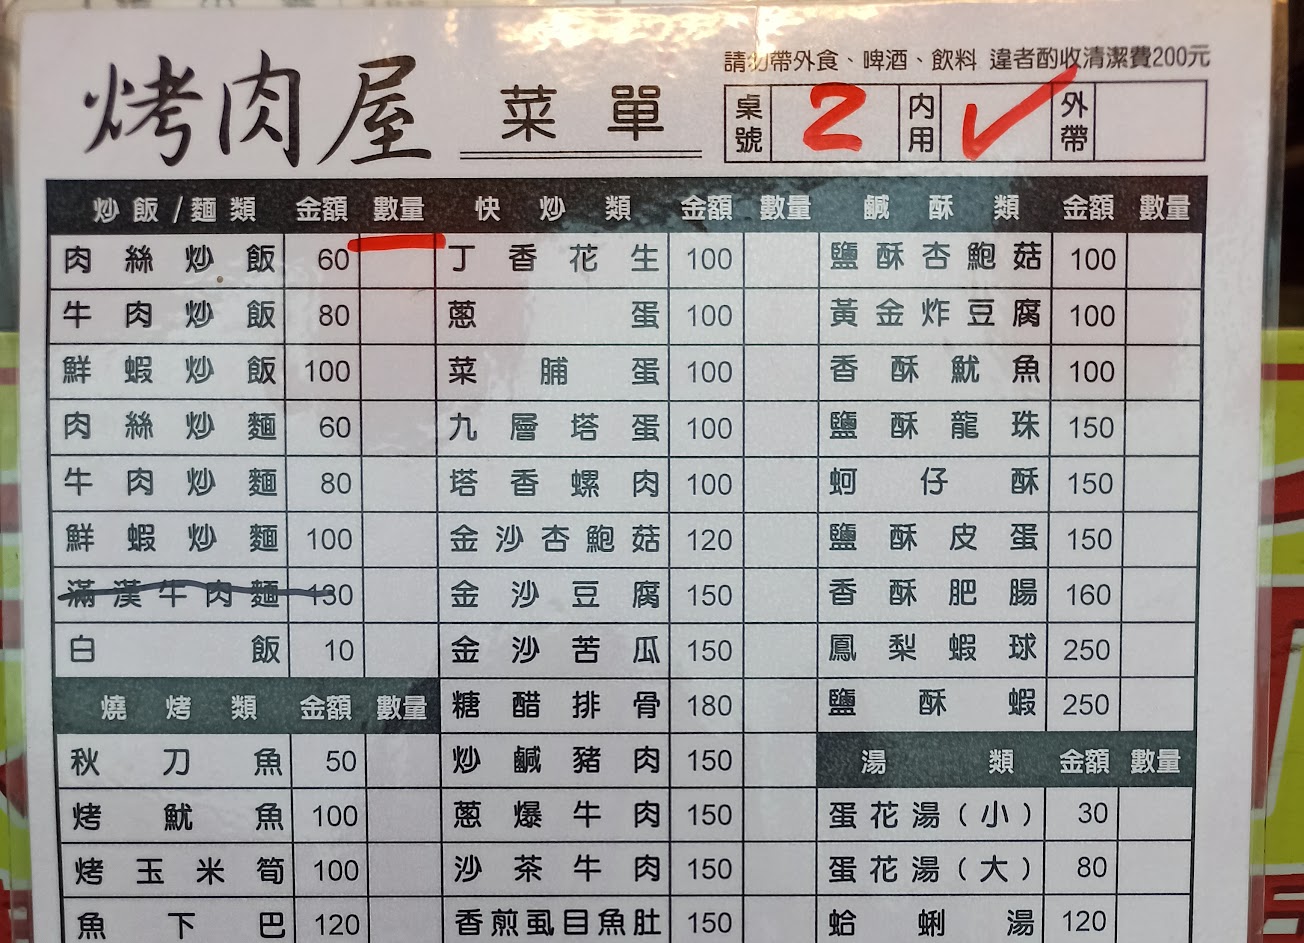 烤肉屋 菜單
請勿帶外食、啤酒、飲料 違者酌收清潔費200元
桌號 2 內用 ✓ 外帶
炒飯/麵類 金額 數量 快炒類 金額 數量 鹹酥類 金額 數量
肉絲炒飯 60 丁香花生 100 鹽酥杏鮑菇 100
牛肉炒飯 80 蔥蛋 100 黃金炸豆腐 100
鮮蝦炒飯 100 菜脯蛋 100 香酥魷魚 100
肉絲炒麵 60 九層塔蛋 100 鹽酥龍珠 150
牛肉炒麵 80 塔香螺肉 100 蚵仔酥 150
鮮蝦炒麵 100 金沙杏鮑菇 120 鹽酥皮蛋 150
滿漢牛肉麵 130 金沙豆腐 150 香酥肥腸 160
白飯 10 金沙苦瓜 150 鳳梨蝦球 250
燒烤類 金額 數量 糖醋排骨 180 鹽酥蝦 250
秋刀魚 50 炒鹹豬肉 150 湯類 金額 數量
烤魷魚 100 蔥爆牛肉 150 蛋花湯(小) 30
烤玉米筍 100 沙茶牛肉 150 蛋花湯(大) 80
魚下巴 120 香煎虱目魚肚 150 蛤蜊湯 120